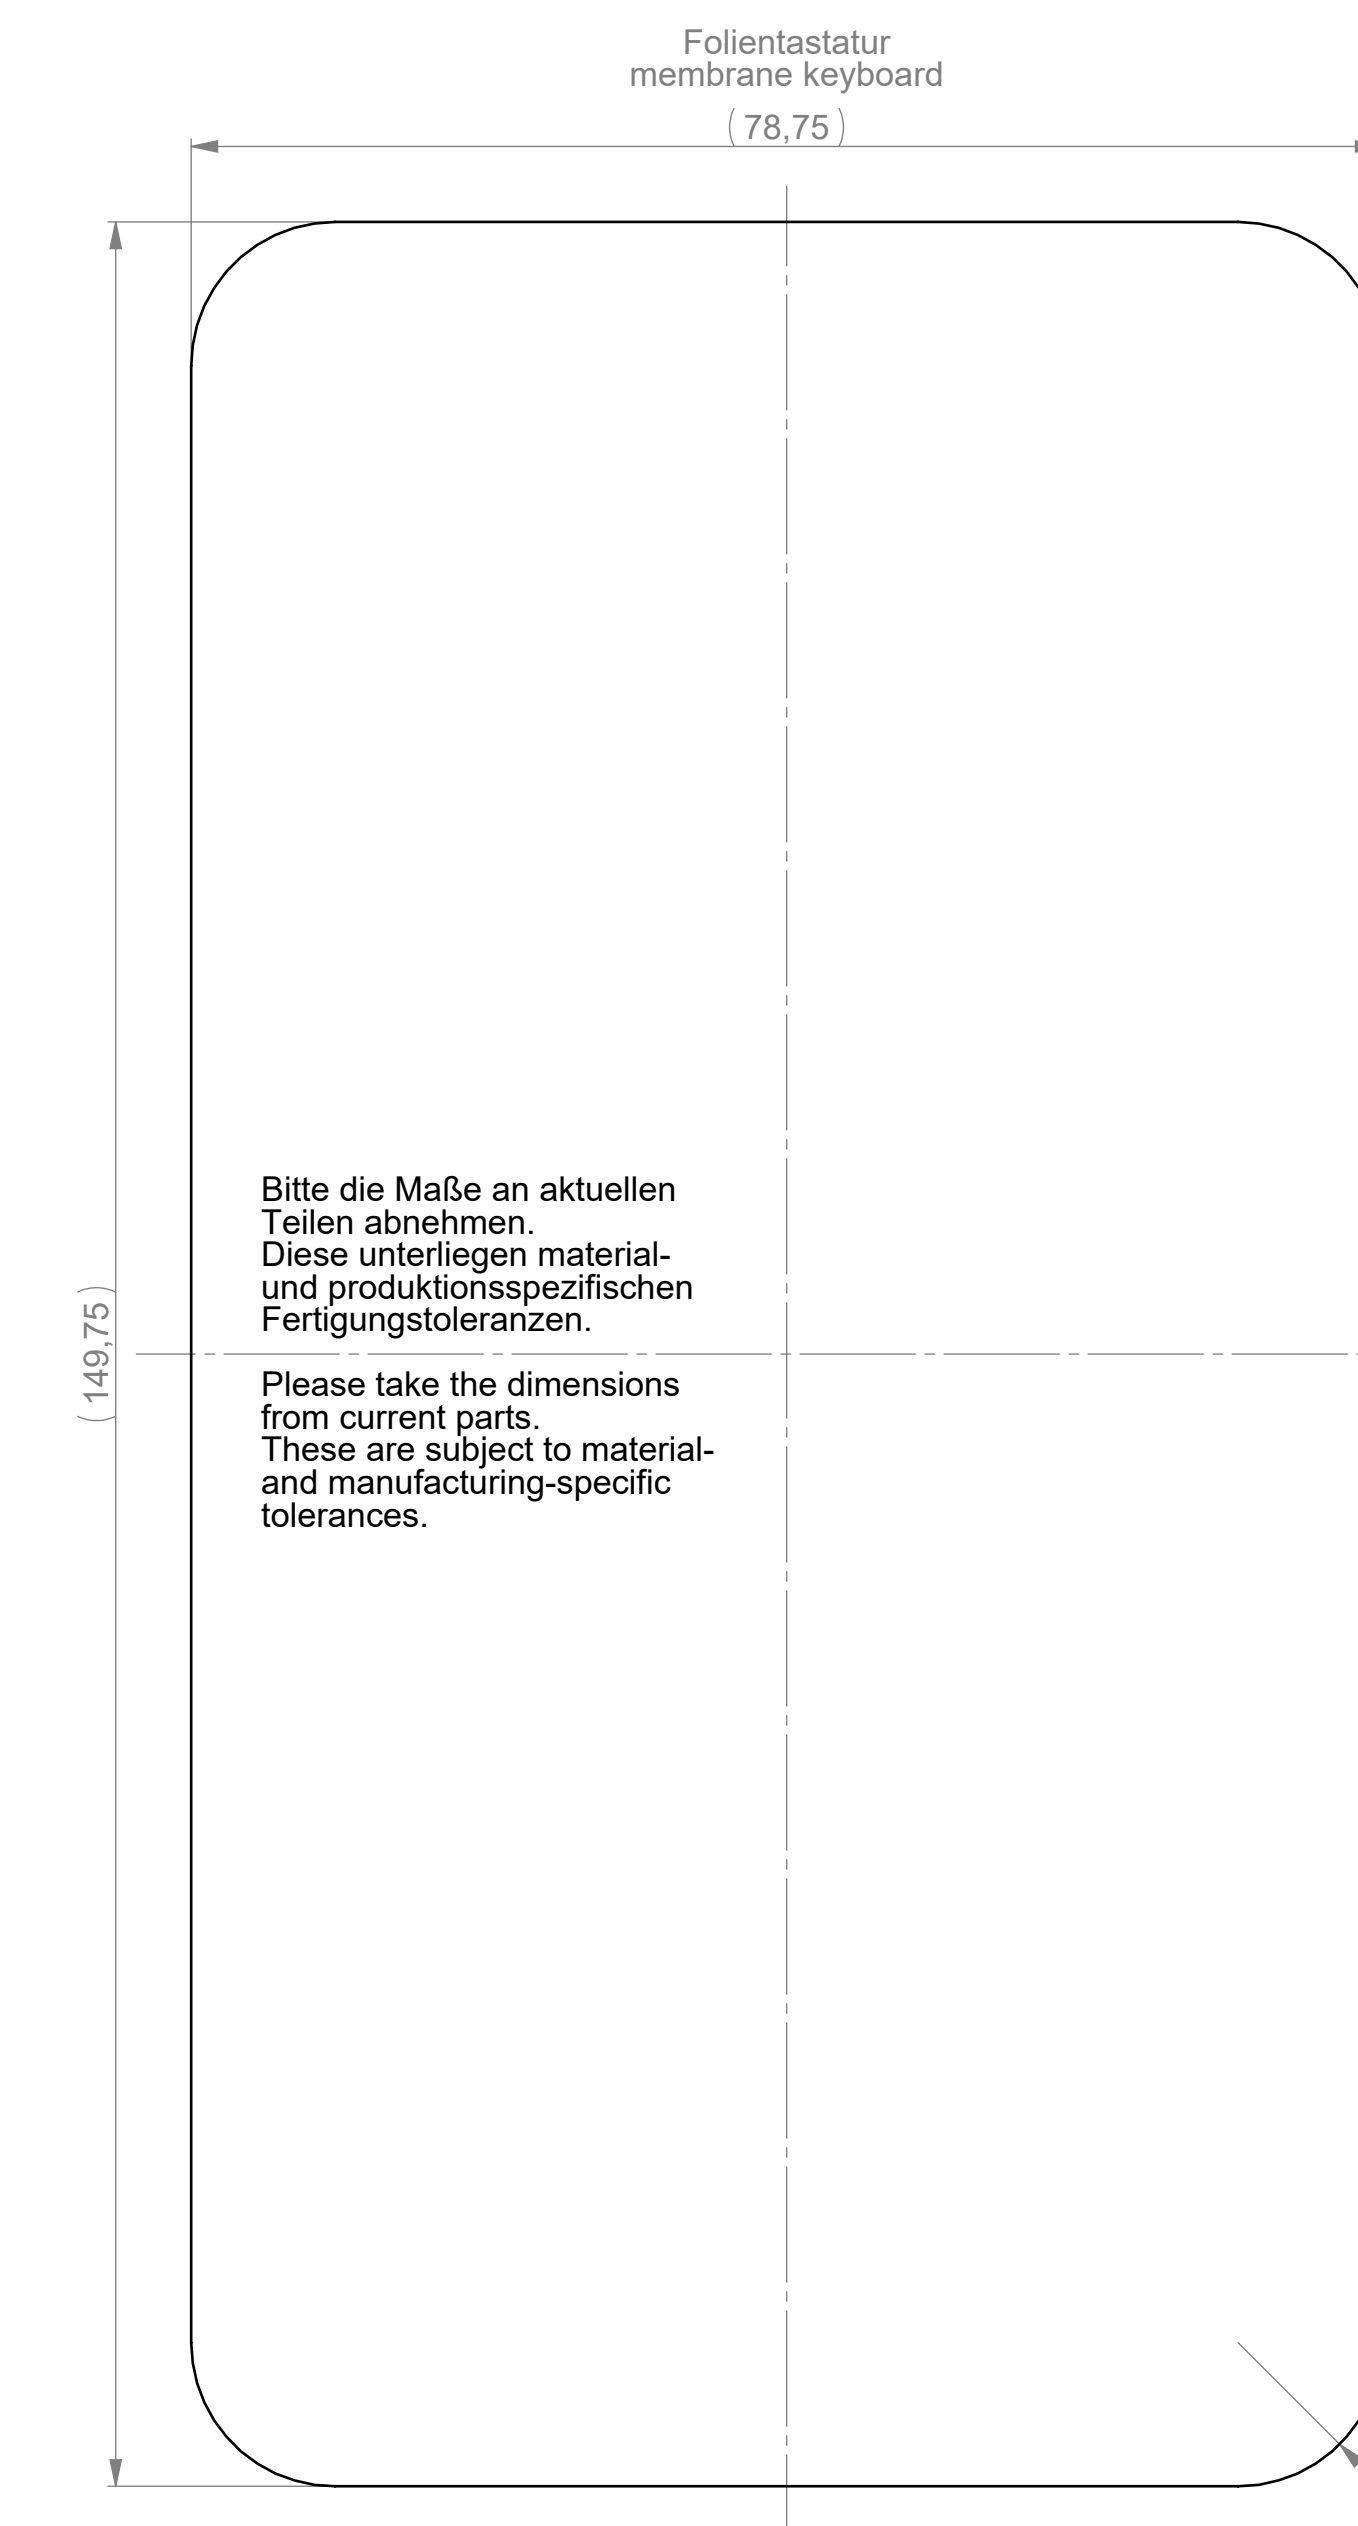 Folientastatur
membrane keyboard
(78,75)
Bitte die Maße an aktuellen
Teilen abnehmen.
Diese unterliegen material-
und produktionsspezifischen
Fertigungstoleranzen.
(149,75)
Please take the dimensions
from current parts.
These are subject to material-
and manufacturing-specific
tolerances.